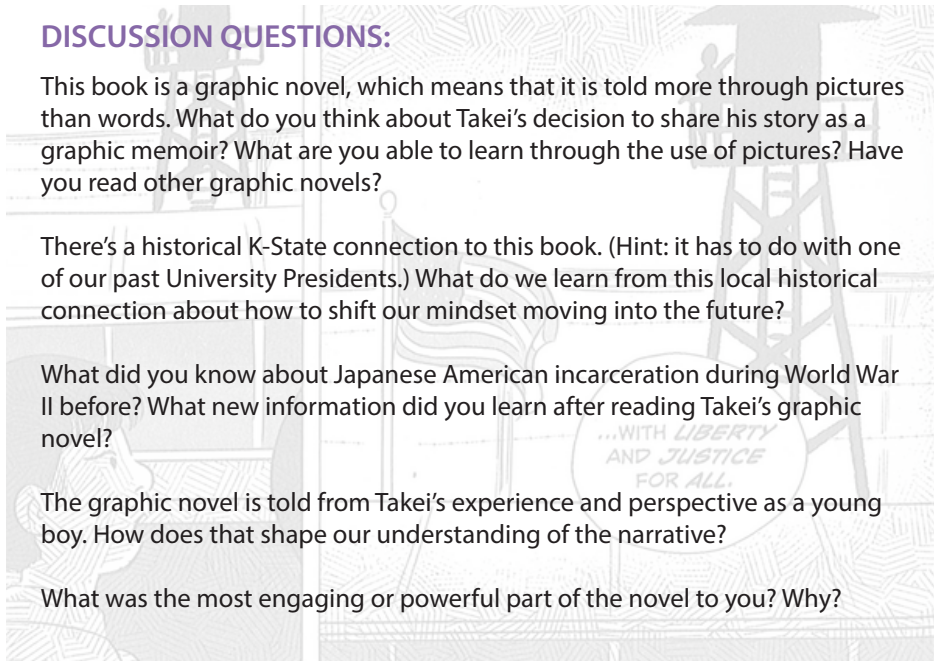 DISCUSSION QUESTIONS:
This book is a graphic novel, which means that it is told more through pictures
than words. What do you think about Takei’s decision to share his story as a
graphic memoir? What are you able to learn through the use of pictures? Have
you read other graphic novels?
There’s a historical K-State connection to this book. (Hint: it has to do with one
of our past University Presidents.) What do we learn from this local historical
connection about how to shift our mindset moving into the future?
What did you know about Japanese American incarceration during World War
II before? What new information did you learn after reading Takei’s graphic
novel?
...WITH LIBERTY
AND JUSTICE
FOR ALL.
The graphic novel is told from Takei’s experience and perspective as a young
boy. How does that shape our understanding of the narrative?
What was the most engaging or powerful part of the novel to you? Why?